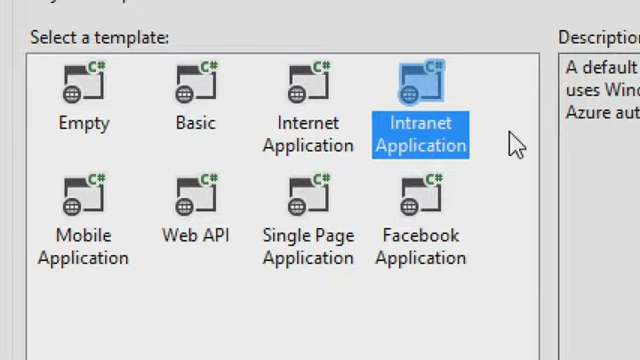 Select a template:
Description
A default
uses Wind
Azure aut
C# C# C# C#
Empty Basic Internet Application Intranet Application
C# C# C# C#
Mobile Application Web API Single Page Application Facebook Application